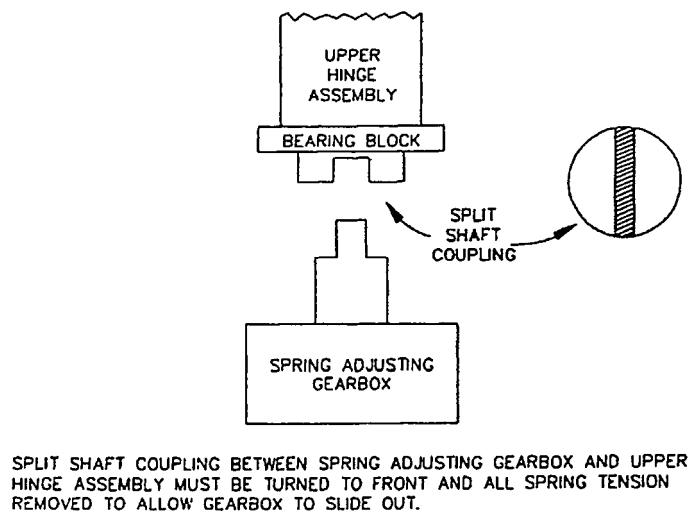 UPPER
HINGE
ASSEMBLY
BEARING BLOCK
SPLIT
SHAFT
COUPLING
SPRING ADJUSTING
GEARBOX
SPLIT SHAFT COUPLING BETWEEN SPRING ADJUSTING GEARBOX AND UPPER
HINGE ASSEMBLY MUST BE TURNED TO FRONT AND ALL SPRING TENSION
REMOVED TO ALLOW GEARBOX TO SLIDE OUT.